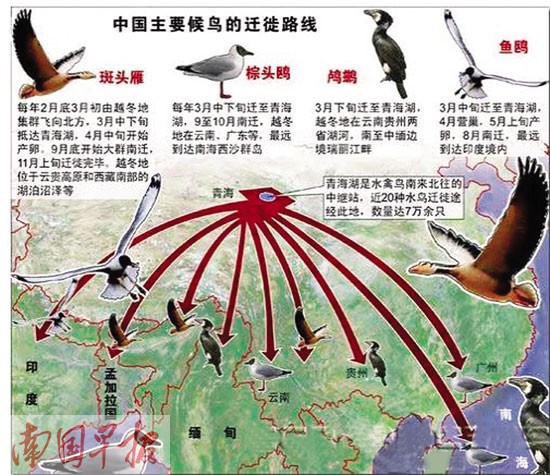 中国主要候鸟的迁徙路线
斑头雁
每年2月底3月初由越冬地
集群飞向北方，3月中下旬
抵达青海湖，4月中旬开始
产卵，9月底开始大群南迁，
11月上旬迁徙完毕。越冬地
位于云贵高原和西藏南部的
湖泊沼泽等
棕头鸥
每年3月中下旬迁至青海
湖，9至10月南迁，越冬
地在云南、广东等，最远
到达南海西沙群岛
鸬鹚
3月下旬迁至青海湖，
越冬地在云南贵州两
省湖河，南至中缅边
境瑞丽江畔
鱼鸥
3月中旬迁至青海湖，
4月营巢，5月上旬产
卵，8月南迁，最远
到达印度境内
青海
青海湖是水禽鸟南来北往的
中继站，近20种水鸟迁徙途
经此地，数量达7万余只
印度
孟加拉国
缅甸
云南
贵州
广州
南海
南国早报